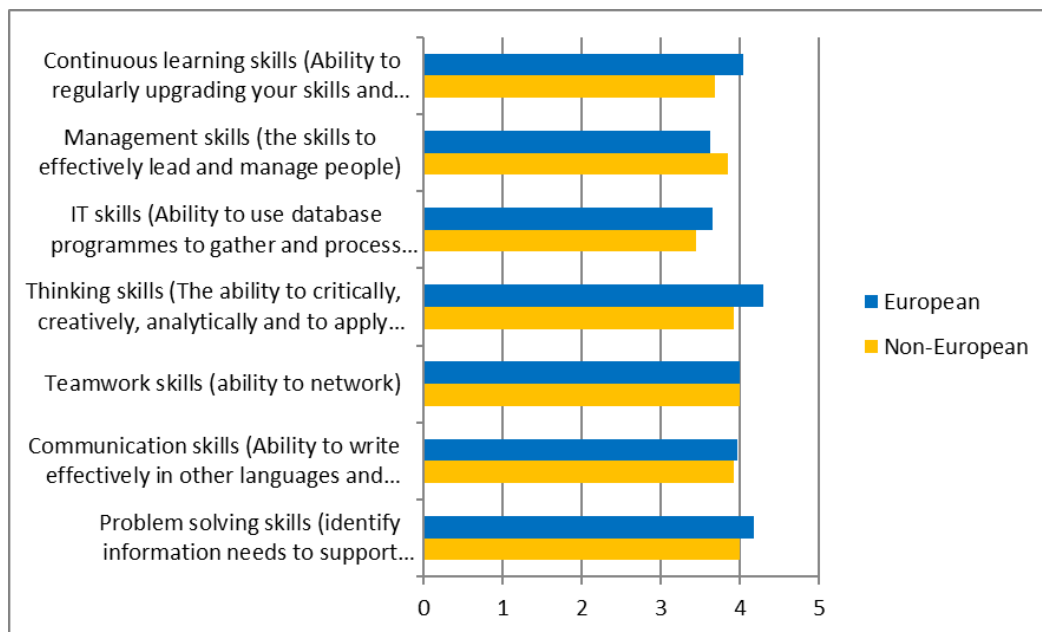 Continuous learning skills (Ability to
regularly upgrading your skills and...
Management skills (the skills to
effectively lead and manage people)
IT skills (Ability to use database
programmes to gather and process...
Thinking skills (The ability to critically,
creatively, analytically and to apply...
Teamwork skills (ability to network)
Communication skills (Ability to write
effectively in other languages and...
Problem solving skills (identify
information needs to support...
European
Non-European
0 1 2 3 4 5